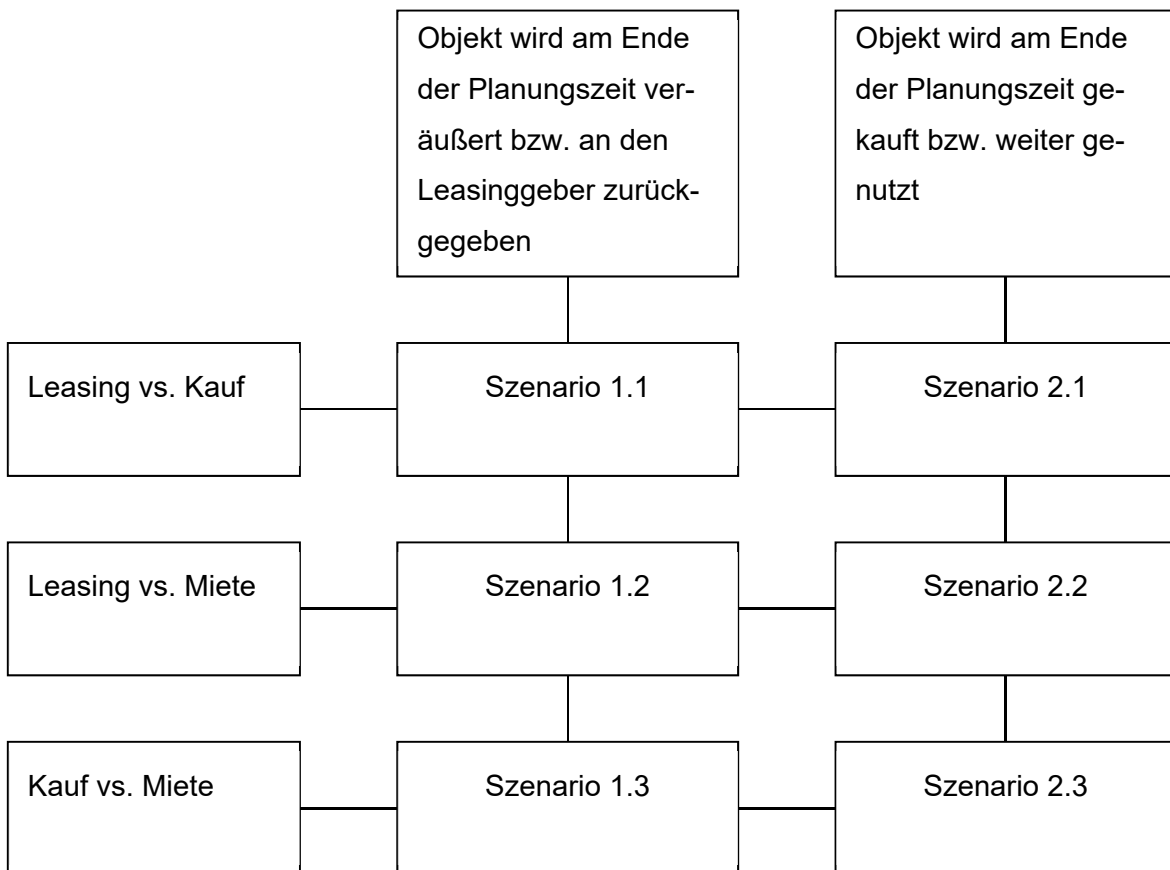 Objekt wird am Ende
der Planungszeit ver-
äußert bzw. an den
Leasinggeber zurück-
gegeben
Objekt wird am Ende
der Planungszeit ge-
kauft bzw. weiter ge-
nutzt
Leasing vs. Kauf
Szenario 1.1
Szenario 2.1
Leasing vs. Miete
Szenario 1.2
Szenario 2.2
Kauf vs. Miete
Szenario 1.3
Szenario 2.3